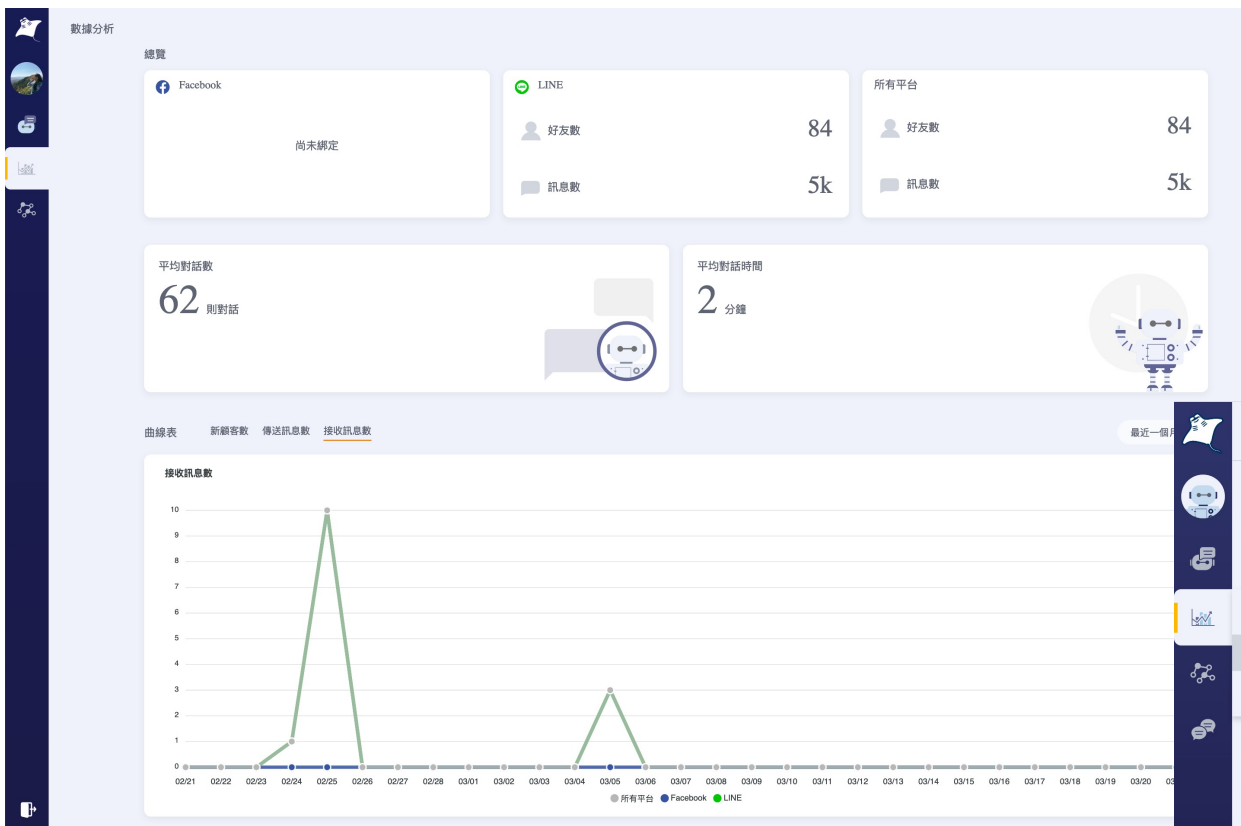 數據分析
總覽
Facebook
尚未綁定
LINE
好友數 84
訊息數 5k
所有平台
好友數 84
訊息數 5k
平均對話數
62 則對話
平均對話時間
2 分鐘
曲線表 新顧客數 傳送訊息數 接收訊息數 最近一個月
接收訊息數
10
9
8
7
6
5
4
3
2
1
0
02/21 02/22 02/23 02/24 02/25 02/26 02/27 02/28 03/01 03/02 03/03 03/04 03/05 03/06 03/07 03/08 03/09 03/10 03/11 03/12 03/13 03/14 03/15 03/16 03/17 03/18 03/19 03/20
所有平台 Facebook LINE